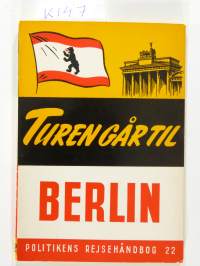 K147
TUREN GÅR TIL
BERLIN
POLITIKENS REJSEHÅNDBOG 22